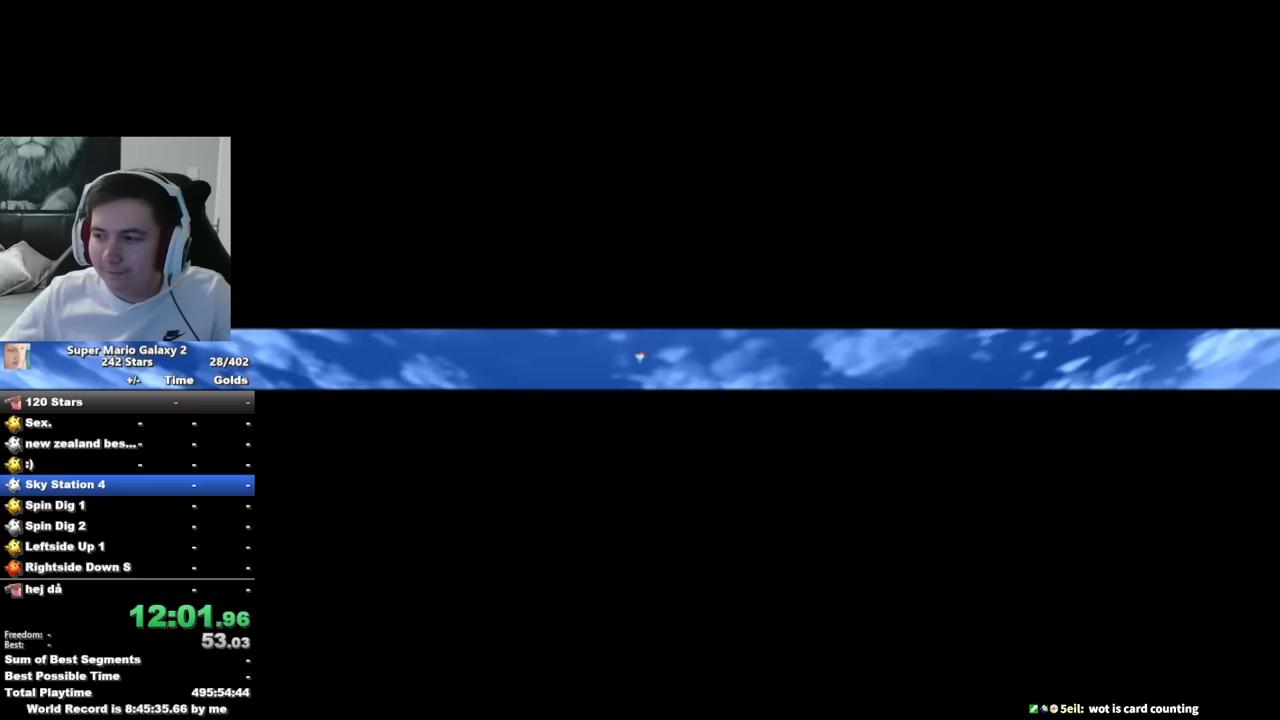 Super Mario Galaxy 2
242 Stars 28/402
+/- Time Golds
120 Stars - -
Sex. - - -
new zealand bes... - - -
:) - - -
Sky Station 4 - -
Spin Dig 1 - -
Spin Dig 2 - -
Leftside Up 1 - -
Rightside Down S - -
hej då - -
12:01.96
Freedom: -
Best: -
53.03
Sum of Best Segments -
Best Possible Time -
Total Playtime 495:54:44
World Record is 8:45:35.66 by me
5eil: wot is card counting